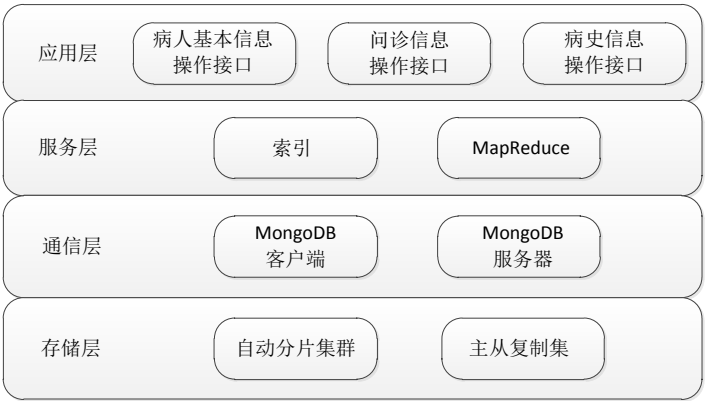 应用层
病人基本信息
操作接口
问诊信息
操作接口
病史信息
操作接口
服务层
索引
MapReduce
通信层
MongoDB
客户端
MongoDB
服务器
存储层
自动分片集群
主从复制集